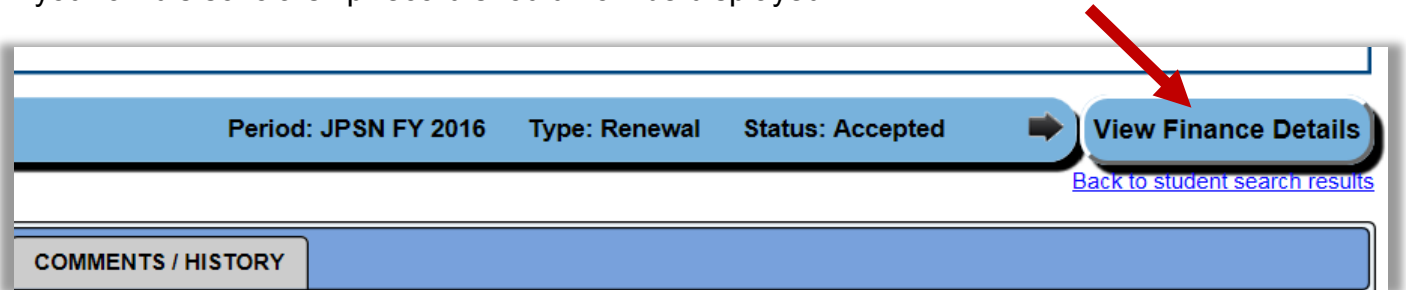 Period: JPSN FY 2016 Type: Renewal Status: Accepted View Finance Details
Back to student search results
COMMENTS / HISTORY